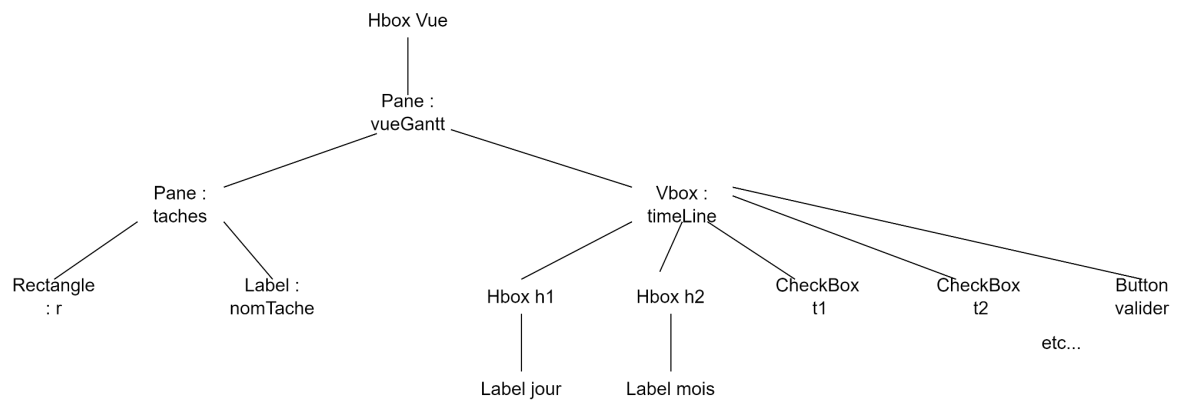 Hbox Vue
Pane :
vueGantt
Pane :
taches
Vbox :
timeLine
Rectangle
: r
Label :
nomTache
Hbox h1
Hbox h2
CheckBox
t1
CheckBox
t2
Button
valider
etc...
Label jour
Label mois